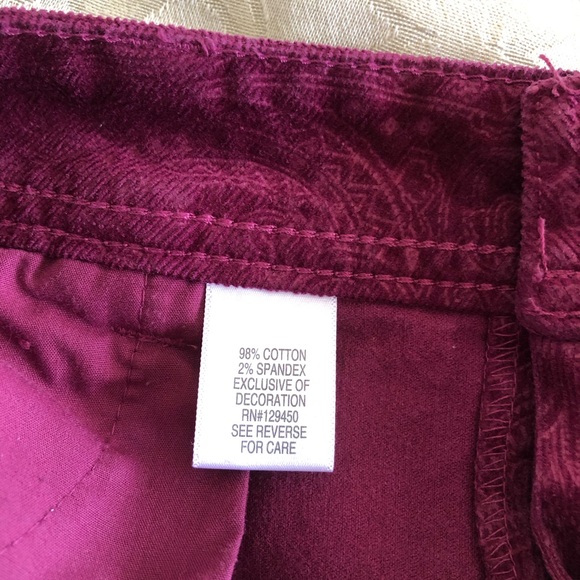 98% COTTON
2% SPANDEX
EXCLUSIVE OF
DECORATION
RN#129450
SEE REVERSE
FOR CARE